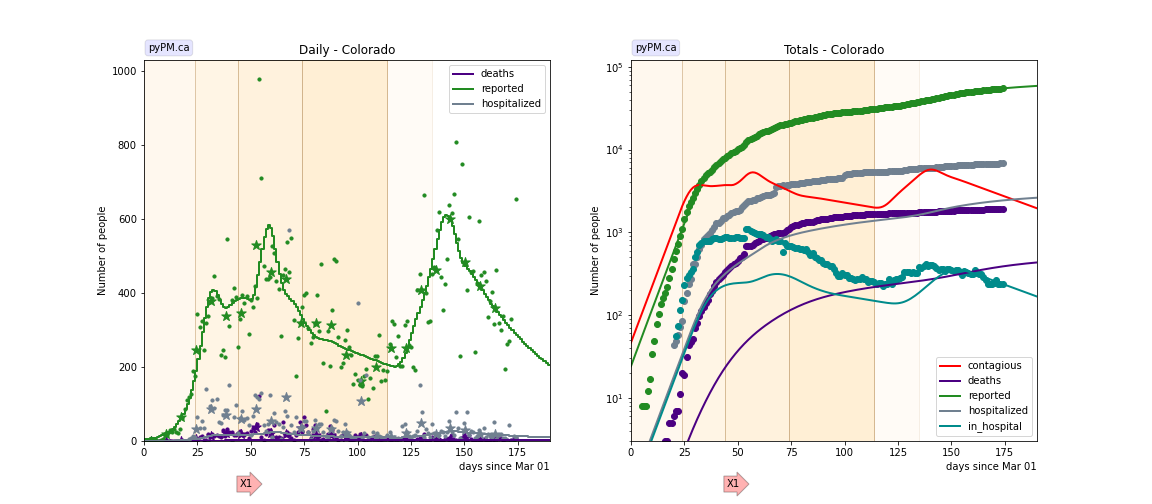 pyPM.ca
Daily - Colorado
deaths
reported
hospitalized
1000
800
600
400
200
0
Number of people
0 25 50 75 100 125 150 175
days since Mar 01
X1
pyPM.ca
Totals - Colorado
10^5
10^4
10^3
10^2
10^1
Number of people
contagious
deaths
reported
hospitalized
in_hospital
0 25 50 75 100 125 150 175
days since Mar 01
X1